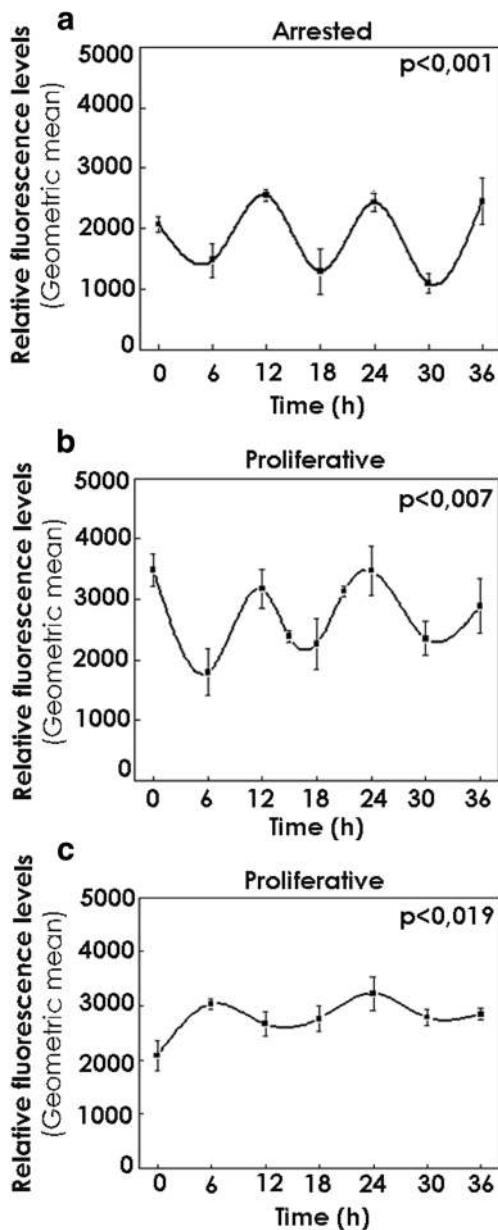 a
Arrested
p<0,001
Relative fluorescence levels
(Geometric mean)
5000
4000
3000
2000
1000
0
0 6 12 18 24 30 36
Time (h)
b
Proliferative
p<0,007
Relative fluorescence levels
(Geometric mean)
5000
4000
3000
2000
1000
0
0 6 12 18 24 30 36
Time (h)
c
Proliferative
p<0,019
Relative fluorescence levels
(Geometric mean)
5000
4000
3000
2000
1000
0
0 6 12 18 24 30 36
Time (h)